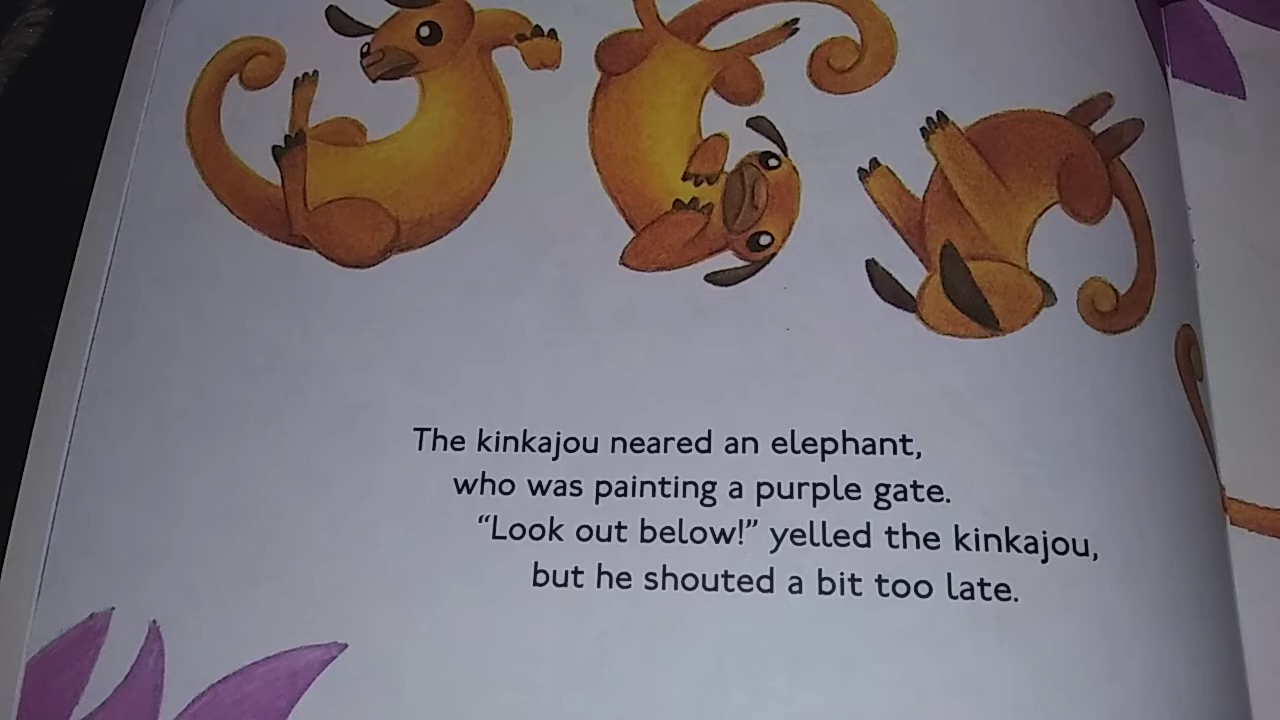 The kinkajou neared an elephant,
who was painting a purple gate.
“Look out below!” yelled the kinkajou,
but he shouted a bit too late.